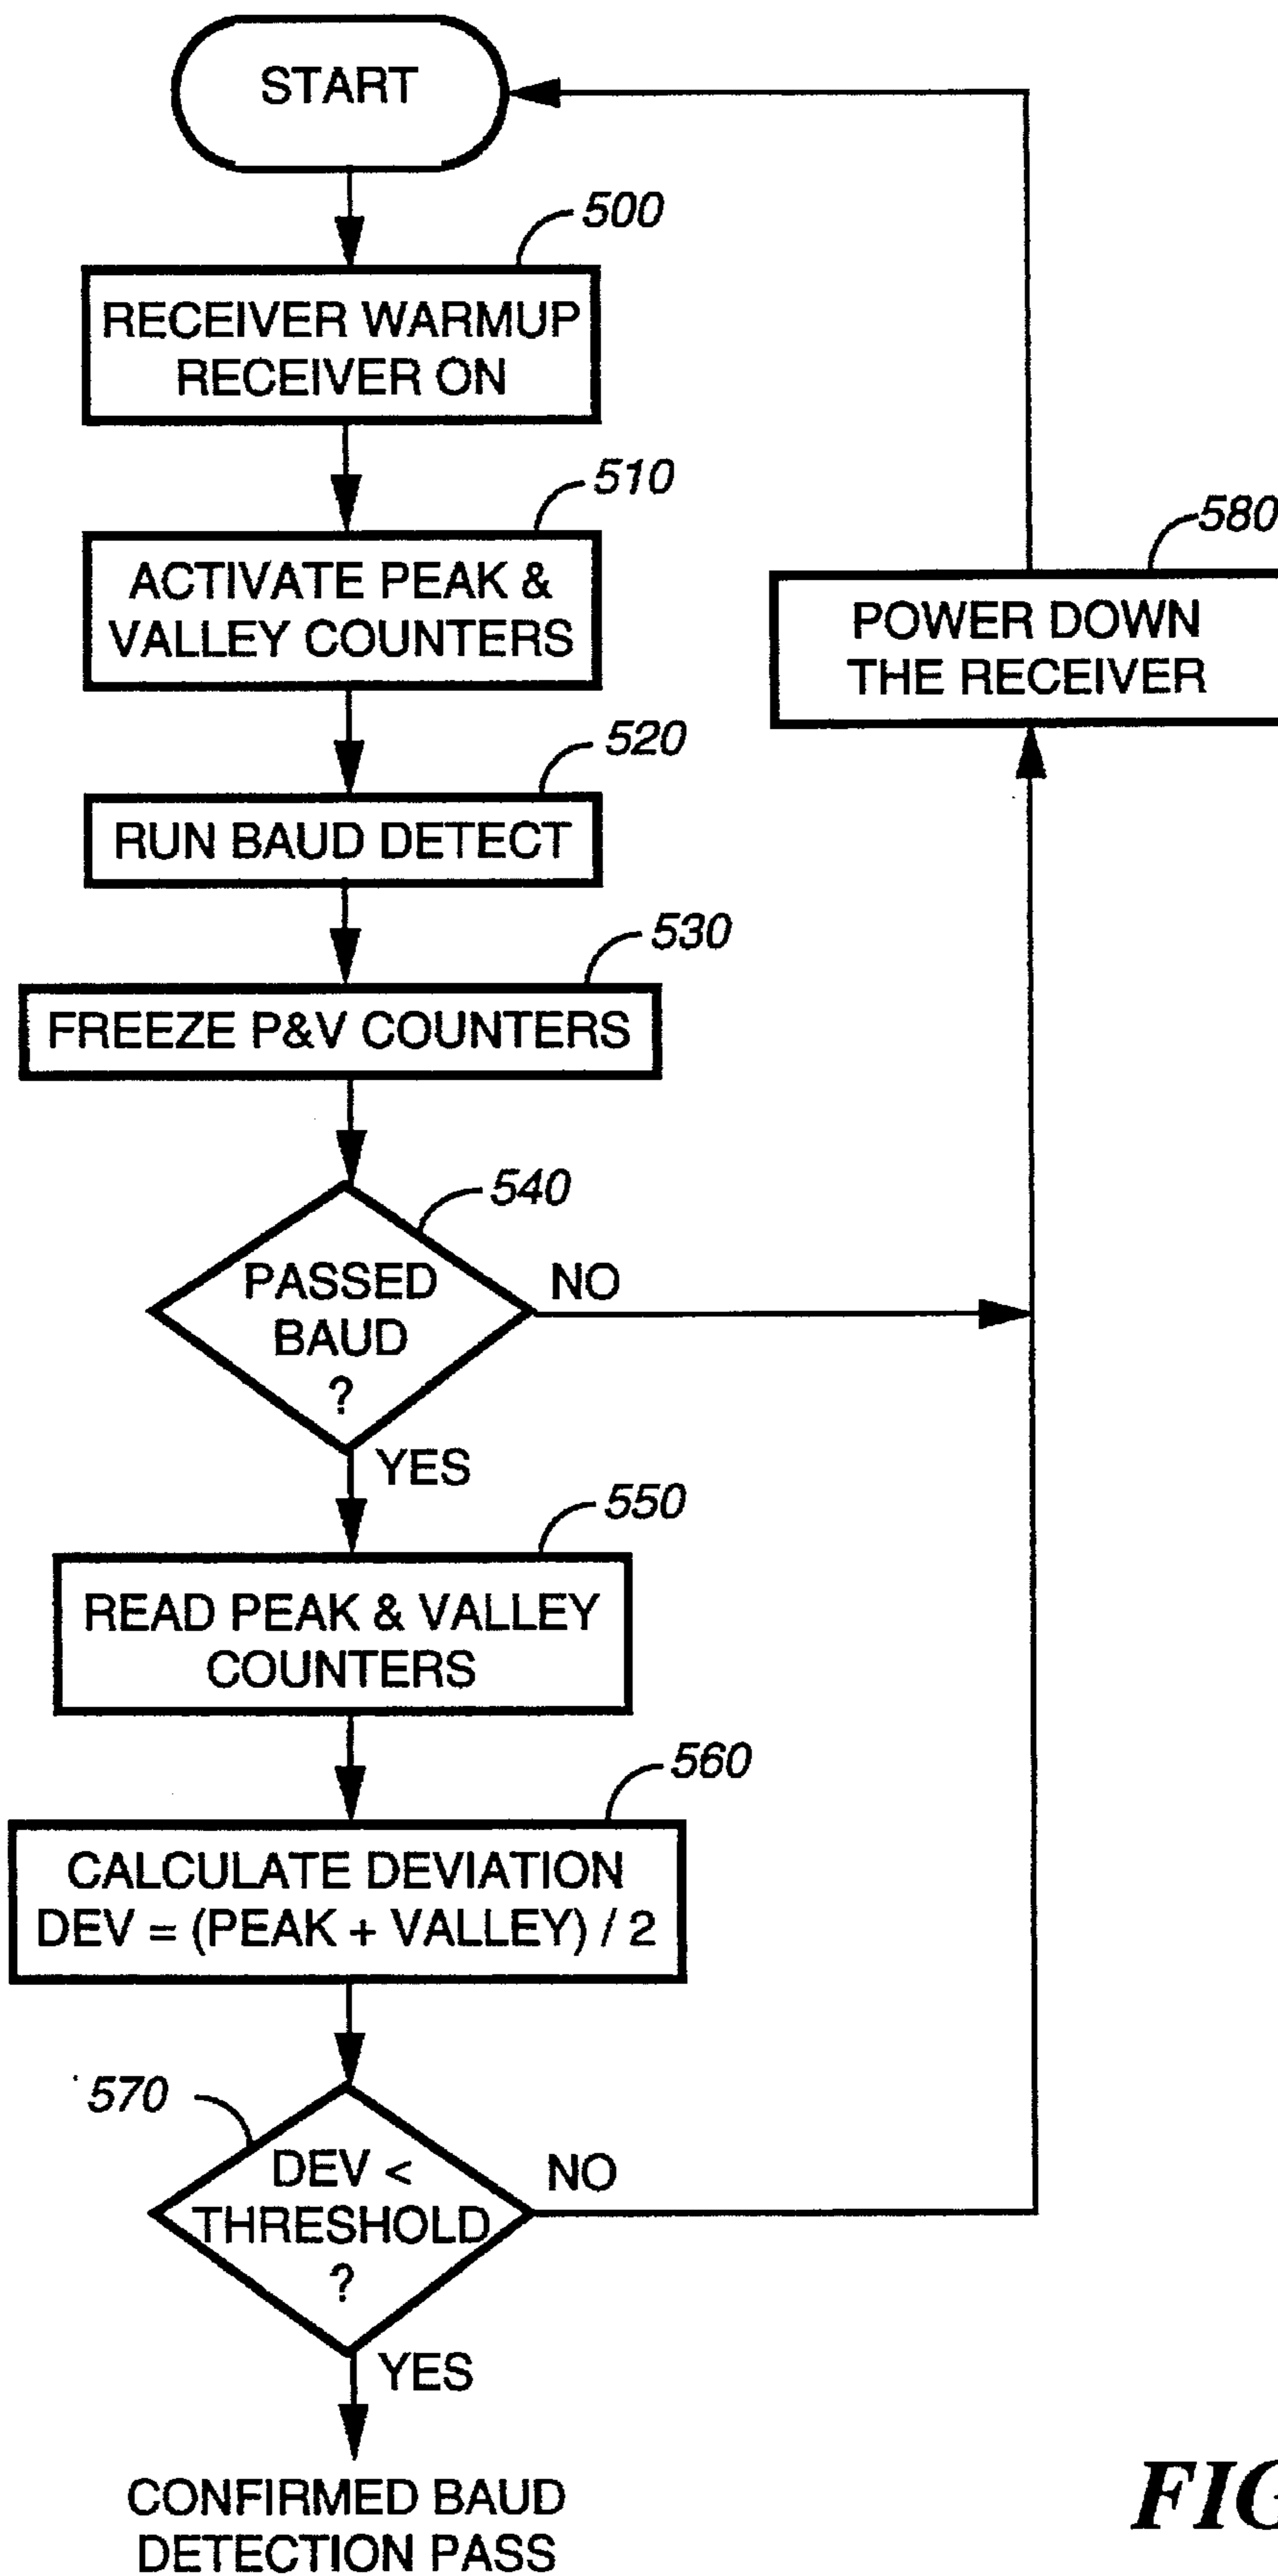 START
500
RECEIVER WARMUP
RECEIVER ON
510
ACTIVATE PEAK &
VALLEY COUNTERS
580
POWER DOWN
THE RECEIVER
520
RUN BAUD DETECT
530
FREEZE P&V COUNTERS
540
PASSED
BAUD
?
NO
YES
550
READ PEAK & VALLEY
COUNTERS
560
CALCULATE DEVIATION
DEV = (PEAK + VALLEY) / 2
570
DEV <
THRESHOLD
?
NO
YES
CONFIRMED BAUD
DETECTION PASS